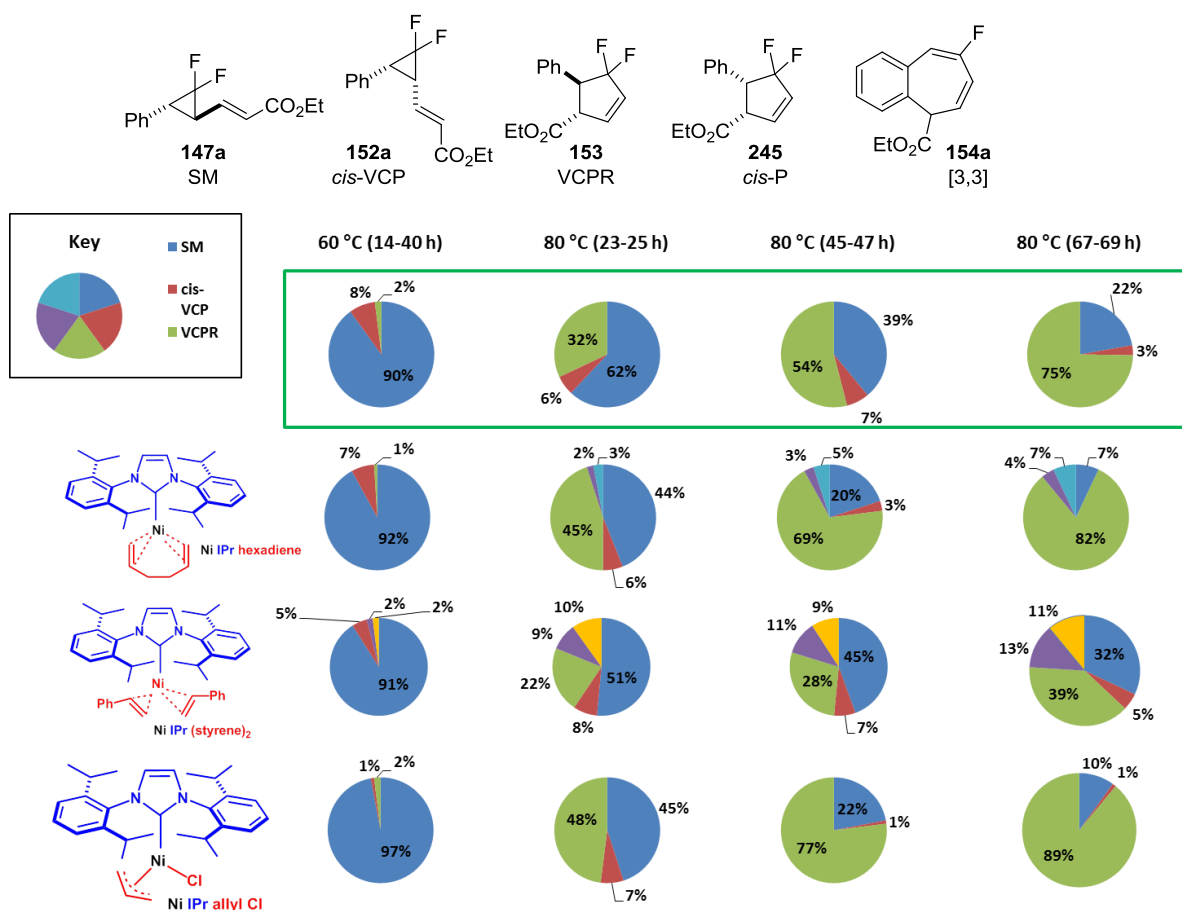 F
F
Ph
CO2Et
147a
SM
F
F
Ph
CO2Et
152a
cis-VCP
Ph
F
F
EtO2C
153
VCPR
Ph
F
F
EtO2C
245
cis-P
F
EtO2C
154a
[3,3]
Key
SM
cis-
VCP
VCPR
60 °C (14-40 h)
80 °C (23-25 h)
80 °C (45-47 h)
80 °C (67-69 h)
8%
2%
90%
32%
62%
6%
39%
54%
7%
22%
3%
75%
N
N
Ni
Ni IPr hexadiene
7%
1%
92%
2%
3%
44%
45%
6%
3%
5%
20%
3%
69%
4%
7%
7%
82%
N
N
Ni
Ph
Ph
Ni IPr (styrene)2
5%
2%
2%
91%
10%
9%
22%
51%
8%
9%
11%
45%
28%
7%
11%
13%
32%
39%
5%
N
N
Ni
Cl
Ni IPr allyl Cl
1%
2%
97%
48%
45%
7%
22%
1%
77%
10%
1%
89%